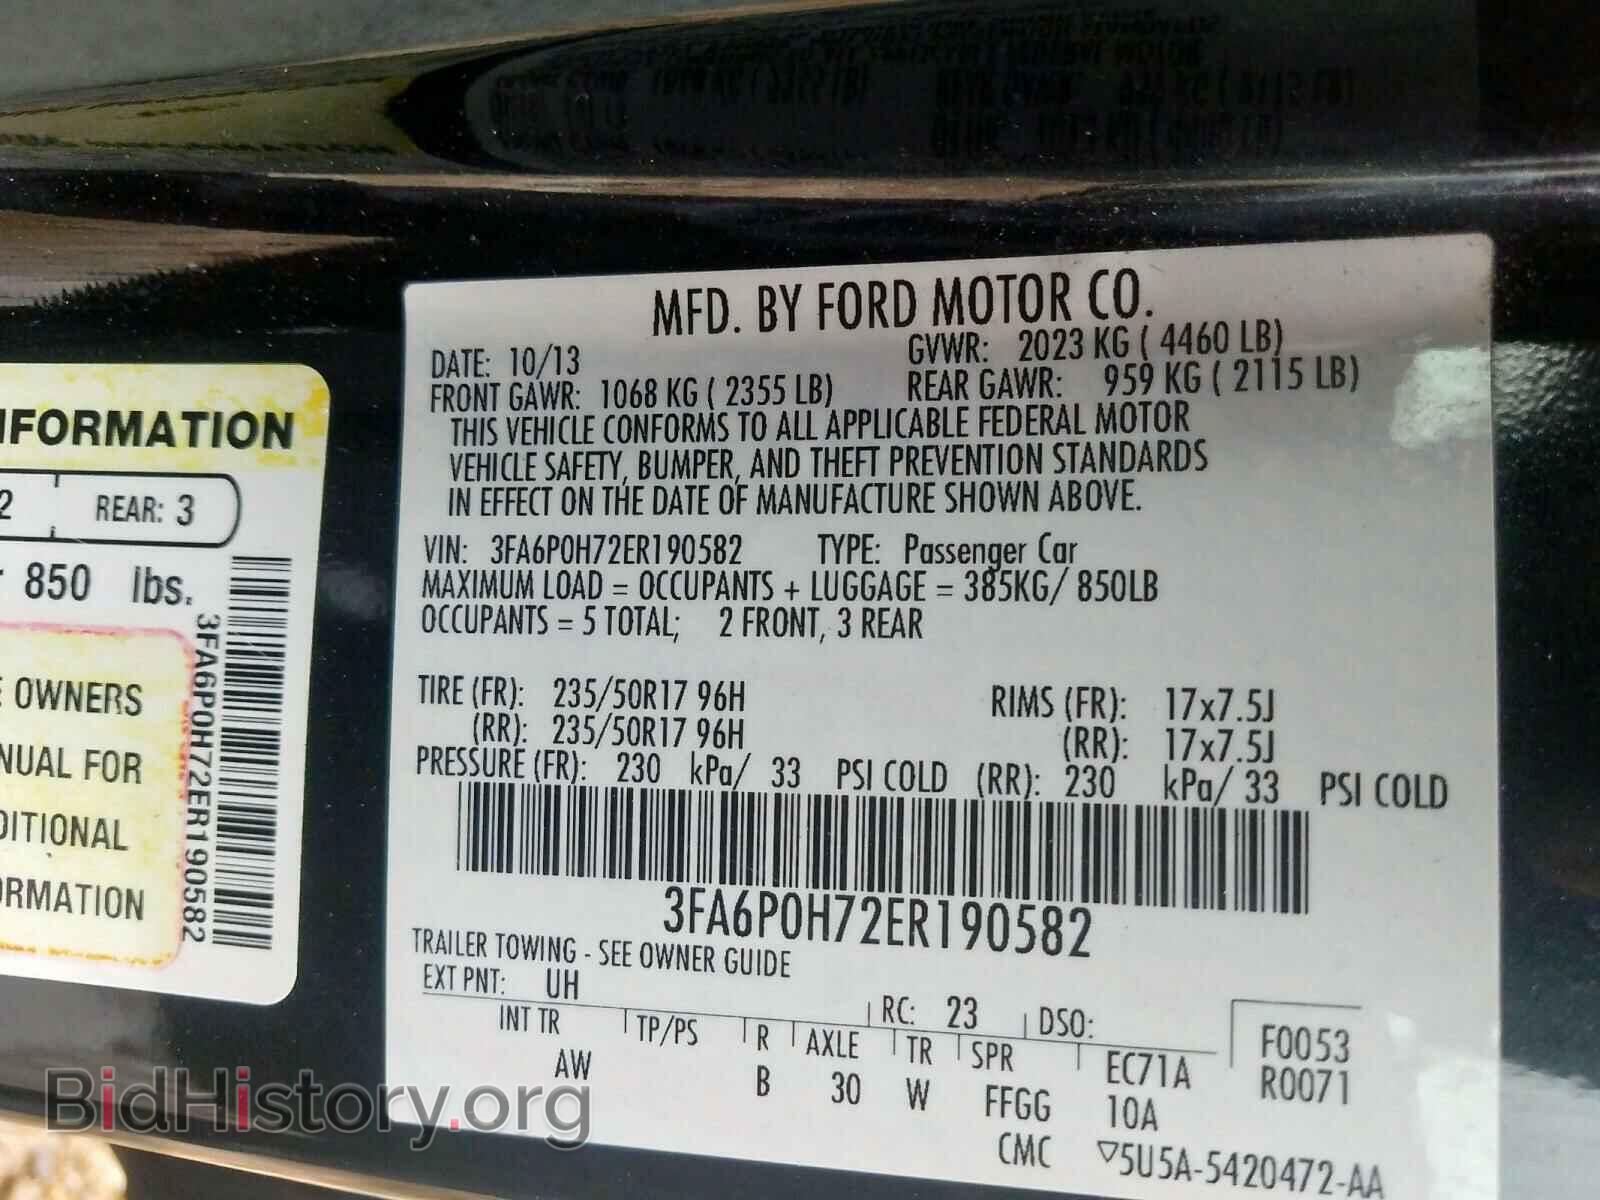 MFD. BY FORD MOTOR CO.
DATE: 10/13 GVWR: 2023 KG ( 4460 LB)
FRONT GAWR: 1068 KG ( 2355 LB) REAR GAWR: 959 KG ( 2115 LB)
THIS VEHICLE CONFORMS TO ALL APPLICABLE FEDERAL MOTOR
VEHICLE SAFETY, BUMPER, AND THEFT PREVENTION STANDARDS
IN EFFECT ON THE DATE OF MANUFACTURE SHOWN ABOVE.
VIN: 3FA6P0H72ER190582 TYPE: Passenger Car
MAXIMUM LOAD = OCCUPANTS + LUGGAGE = 385KG/ 850LB
OCCUPANTS = 5 TOTAL; 2 FRONT, 3 REAR
TIRE (FR): 235/50R17 96H RIMS (FR): 17x7.5J
(RR): 235/50R17 96H (RR): 17x7.5J
PRESSURE (FR): 230 kPa/ 33 PSI COLD (RR): 230 kPa/ 33 PSI COLD
3FA6P0H72ER190582
TRAILER TOWING - SEE OWNER GUIDE
EXT PNT: UH RC: 23 DSO: F0053
INT TR TP/PS R AXLE TR SPR EC71A R0071
AW B 30 W FFGG 10A
CMC ▽5U5A-5420472-AA
NFORMATION
2 REAR: 3
850 lbs.
OWNERS
NUAL FOR
DITIONAL
ORMATION
3FA6P0H72ER190582
BidHistory.org